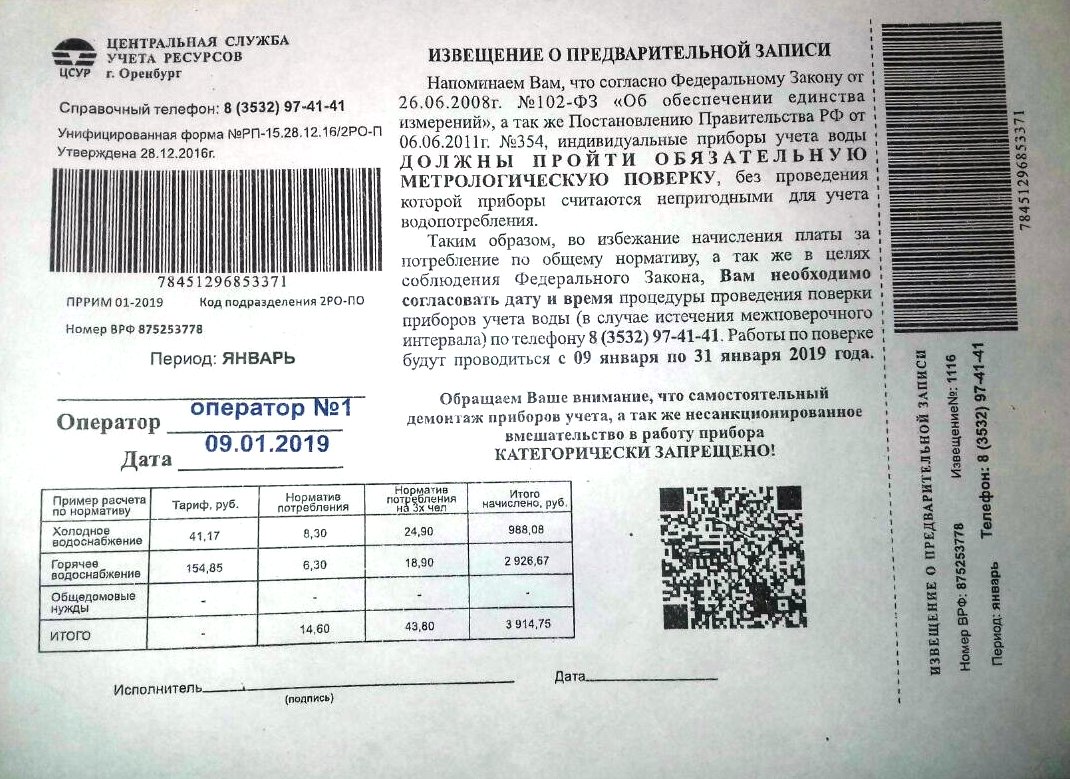 ЦЕНТРАЛЬНАЯ СЛУЖБА
УЧЕТА РЕСУРСОВ
ЦСУР г. Оренбург
Справочный телефон: 8 (3532) 97-41-41
Унифицированная форма №РП-15.28.12.16/2РО-П
Утверждена 28.12.2016г.
78451296853371
ПРРИМ 01-2019 Код подразделения 2РО-ПО
Номер ВРФ 875253778
Период: ЯНВАРЬ
Оператор оператор №1
Дата 09.01.2019
ИЗВЕЩЕНИЕ О ПРЕДВАРИТЕЛЬНОЙ ЗАПИСИ
Напоминаем Вам, что согласно Федеральному Закону от
26.06.2008г. №102-ФЗ «Об обеспечении единства
измерений», а так же Постановлению Правительства РФ от
06.06.2011г. №354, индивидуальные приборы учета воды
ДОЛЖНЫ ПРОЙТИ ОБЯЗАТЕЛЬНУЮ
МЕТРОЛОГИЧЕСКУЮ ПОВЕРКУ, без проведения
которой приборы считаются непригодными для учета
водопотребления.
Таким образом, во избежание начисления платы за
потребление по общему нормативу, а так же в целях
соблюдения Федерального Закона, Вам необходимо
согласовать дату и время процедуры проведения поверки
приборов учета воды (в случае истечения межповерочного
интервала) по телефону 8 (3532) 97-41-41. Работы по поверке
будут проводиться с 09 января по 31 января 2019 года.
Обращаем Ваше внимание, что самостоятельный
демонтаж приборов учета, а так же несанкционированное
вмешательство в работу прибора
КАТЕГОРИЧЕСКИ ЗАПРЕЩЕНО!
Пример расчета по нормативу Тариф, руб. Норматив потребления Норматив потребления на 3х чел Итого начислено, руб.
Холодное водоснабжение 41,17 8,30 24,90 988,08
Горячее водоснабжение 154,85 6,30 18,90 2 926,67
Общедомовые нужды - - - -
ИТОГО - 14,60 43,80 3 914,75
Исполнитель Дата
(подпись)
78451296853371
ИЗВЕЩЕНИЕ О ПРЕДВАРИТЕЛЬНОЙ ЗАПИСИ
Номер ВРФ: 875253778 Извещение№: 1116
Период: январь Телефон: 8 (3532) 97-41-41